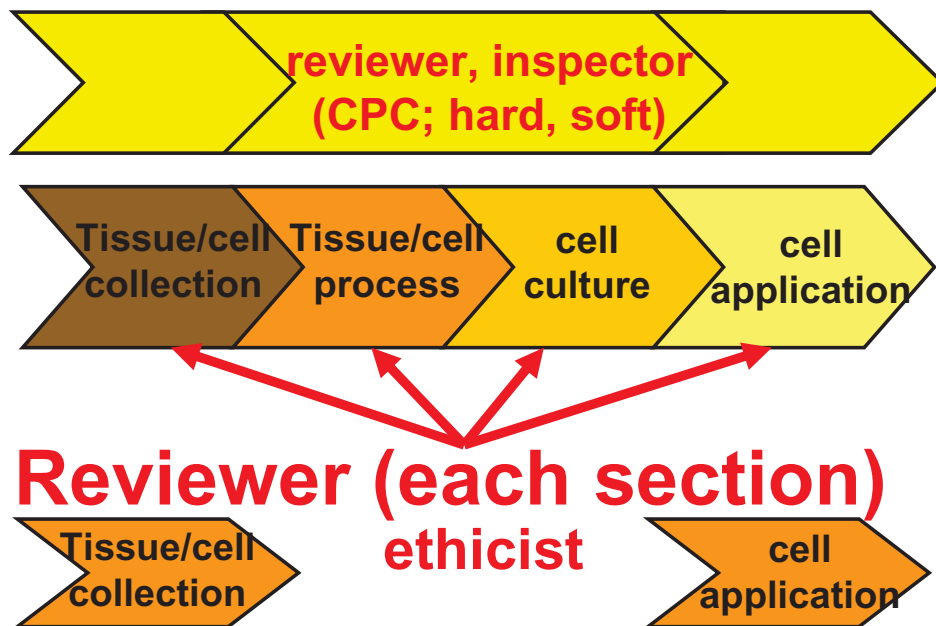 reviewer, inspector
(CPC; hard, soft)
Tissue/cell
collection
Tissue/cell
process
cell
culture
cell
application
Reviewer (each section)
ethicist
Tissue/cell
collection
cell
application